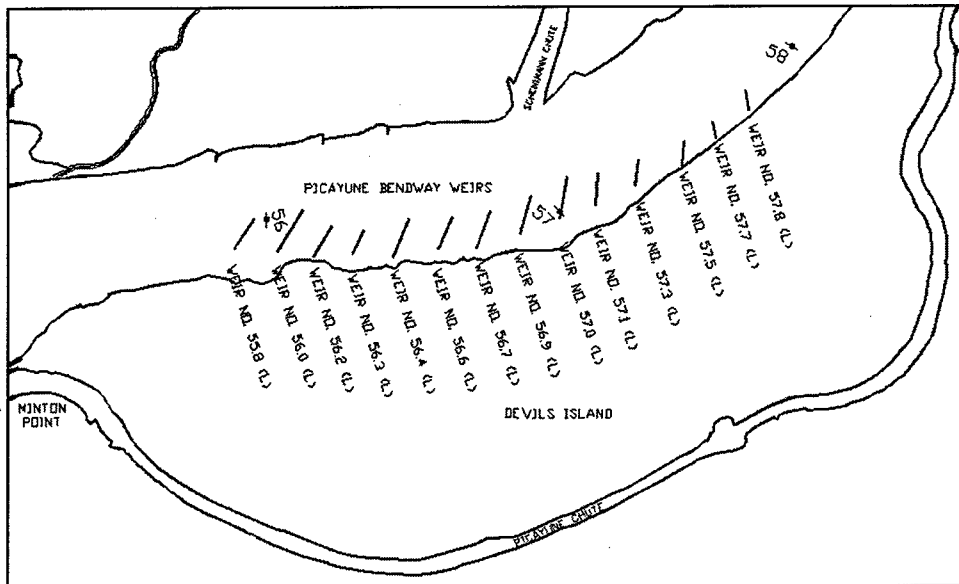 58
SCHENIMANN CHUTE
PICAYUNE BENDWAY WEIRS
56
57
WEIR NO. 55.8 (L)
WEIR NO. 56.0 (L)
WEIR NO. 56.2 (L)
WEIR NO. 56.3 (L)
WEIR NO. 56.4 (L)
WEIR NO. 56.6 (L)
WEIR NO. 56.7 (L)
WEIR NO. 56.9 (L)
WEIR NO. 57.0 (L)
WEIR NO. 57.1 (L)
WEIR NO. 57.3 (L)
WEIR NO. 57.5 (L)
WEIR NO. 57.7 (L)
WEIR NO. 57.8 (L)
MINTON
POINT
DEVILS ISLAND
PICAYUNE CHUTE